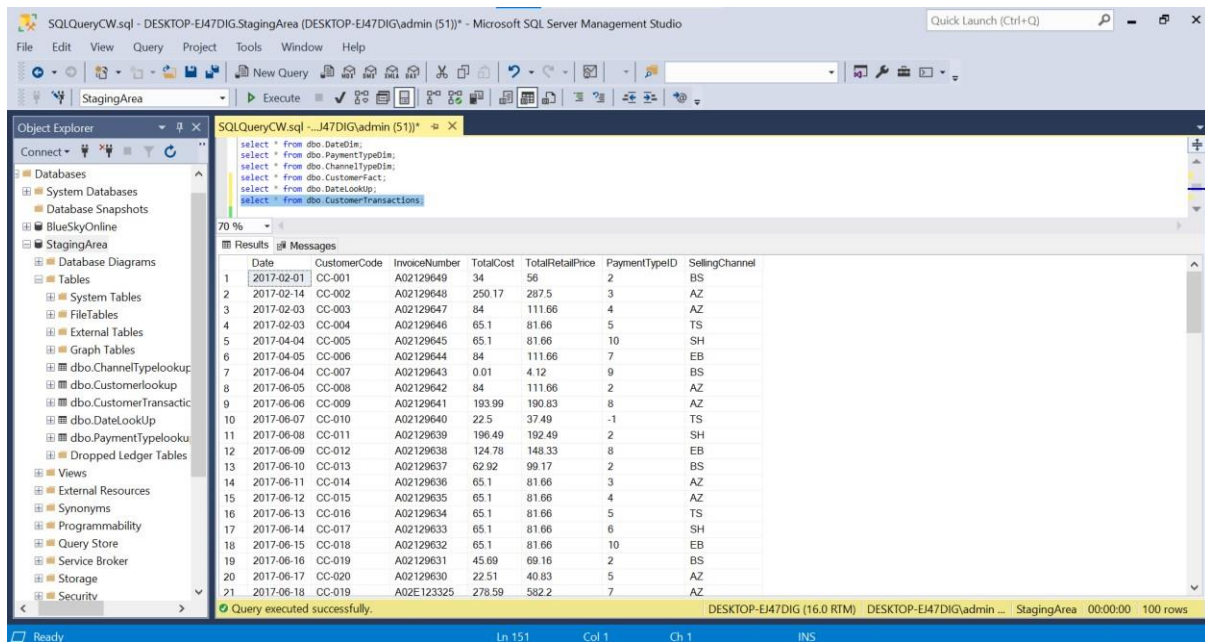 SQLQueryCW.sql - DESKTOP-EJ47DIG.StagingArea (DESKTOP-EJ47DIG\admin (51))* - Microsoft SQL Server Management Studio
Quick Launch (Ctrl+Q)
File Edit View Query Project Tools Window Help
New Query
StagingArea
Execute
Object Explorer
Connect
Databases
System Databases
Database Snapshots
BlueSkyOnline
StagingArea
Database Diagrams
Tables
System Tables
FileTables
External Tables
Graph Tables
dbo.ChannelTypelookup
dbo.Customerlookup
dbo.CustomerTransactic
dbo.DateLookUp
dbo.PaymentTypelooku
Dropped Ledger Tables
Views
External Resources
Synonyms
Programmability
Query Store
Service Broker
Storage
Security
SQLQueryCW.sql -...J47DIG\admin (51))*
select * from dbo.DateDim;
select * from dbo.PaymentTypeDim;
select * from dbo.ChannelTypeDim;
select * from dbo.CustomerFact;
select * from dbo.DateLookUp;
select * from dbo.CustomerTransactions;
70 %
Results Messages
Date CustomerCode InvoiceNumber TotalCost TotalRetailPrice PaymentTypeID SellingChannel
1 2017-02-01 CC-001 A02129649 34 56 2 BS
2 2017-02-14 CC-002 A02129648 250.17 287.5 3 AZ
3 2017-02-03 CC-003 A02129647 84 111.66 4 AZ
4 2017-02-03 CC-004 A02129646 65.1 81.66 5 TS
5 2017-04-04 CC-005 A02129645 65.1 81.66 10 SH
6 2017-04-05 CC-006 A02129644 84 111.66 7 EB
7 2017-06-04 CC-007 A02129643 0.01 4.12 9 BS
8 2017-06-05 CC-008 A02129642 84 111.66 2 AZ
9 2017-06-06 CC-009 A02129641 193.99 190.83 8 AZ
10 2017-06-07 CC-010 A02129640 22.5 37.49 -1 TS
11 2017-06-08 CC-011 A02129639 196.49 192.49 2 SH
12 2017-06-09 CC-012 A02129638 124.78 148.33 8 EB
13 2017-06-10 CC-013 A02129637 62.92 99.17 2 BS
14 2017-06-11 CC-014 A02129636 65.1 81.66 3 AZ
15 2017-06-12 CC-015 A02129635 65.1 81.66 4 AZ
16 2017-06-13 CC-016 A02129634 65.1 81.66 5 TS
17 2017-06-14 CC-017 A02129633 65.1 81.66 6 SH
18 2017-06-15 CC-018 A02129632 65.1 81.66 10 EB
19 2017-06-16 CC-019 A02129631 45.69 69.16 2 BS
20 2017-06-17 CC-020 A02129630 22.51 40.83 5 AZ
21 2017-06-18 CC-019 A02E123325 278.59 582.2 7 AZ
Query executed successfully. DESKTOP-EJ47DIG (16.0 RTM) DESKTOP-EJ47DIG\admin ... StagingArea 00:00:00 100 rows
Ready Ln 151 Col 1 Ch 1 INS